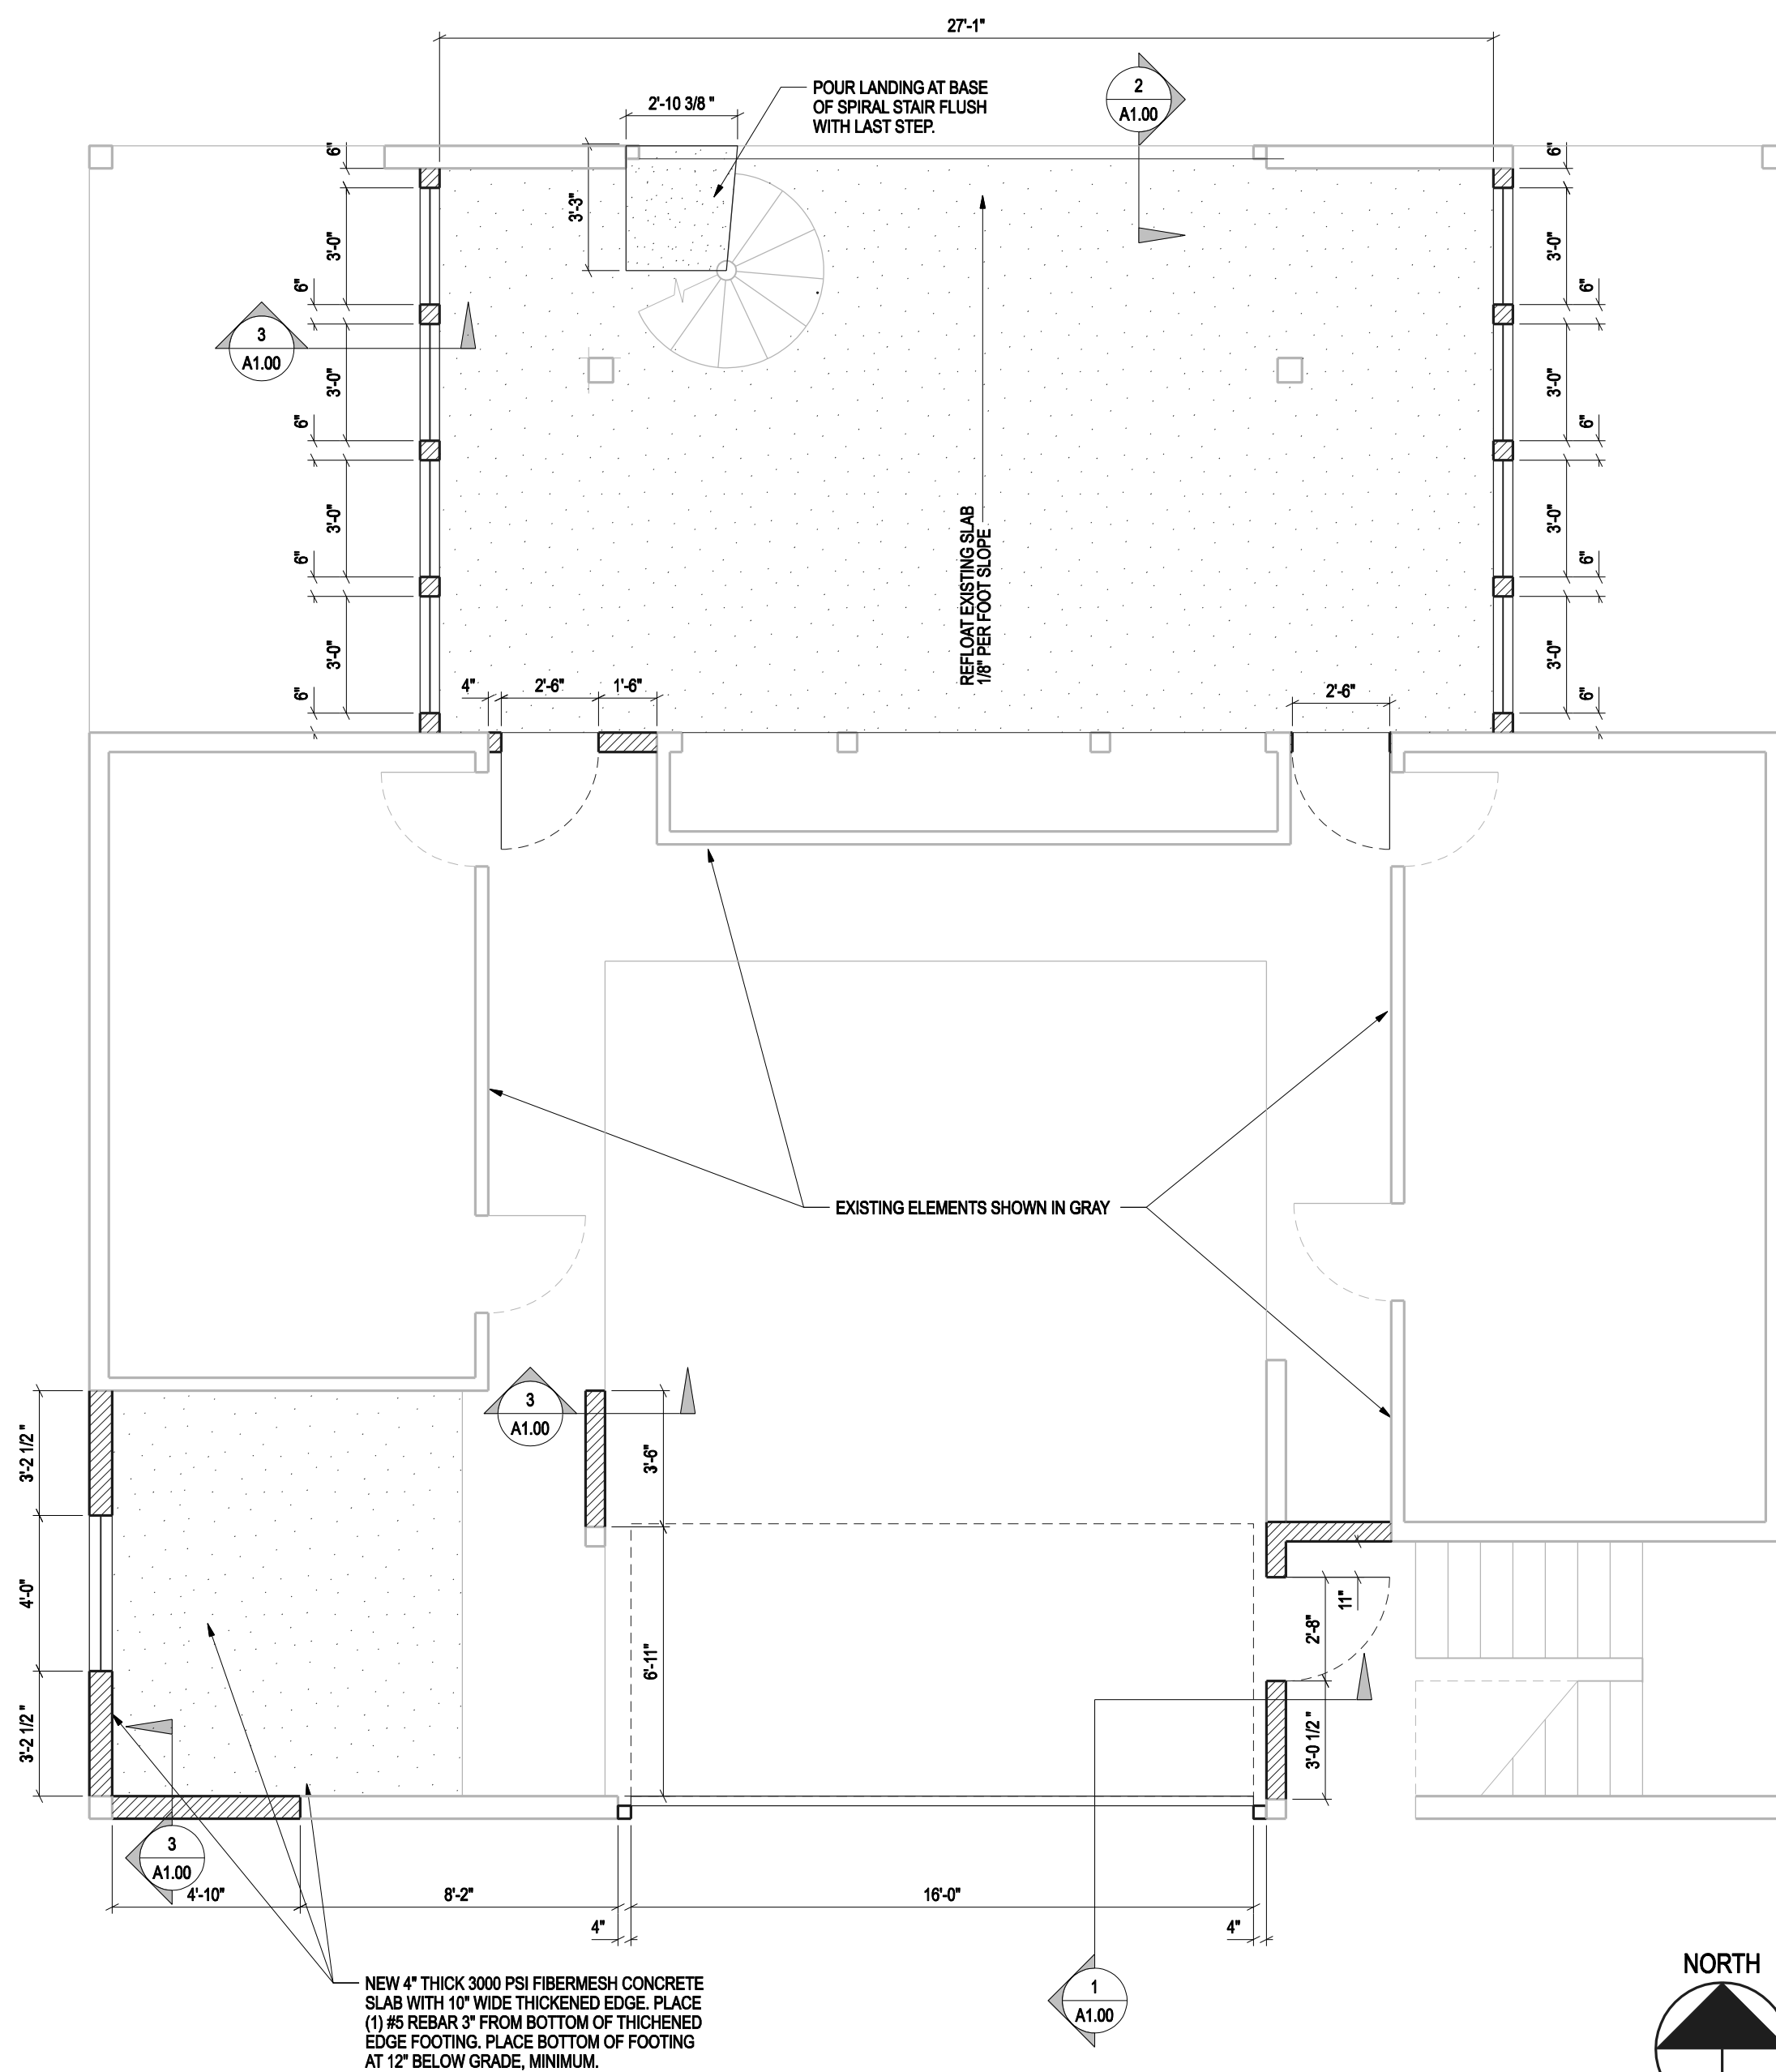 27'-1"
POUR LANDING AT BASE
OF SPIRAL STAIR FLUSH
WITH LAST STEP.
2
A1.00
2'-10 3/8 "
6"
6"
3'-3"
3'-0"
3'-0"
6"
6"
3
A1.00
3'-0"
3'-0"
6"
6"
3'-0"
3'-0"
REFLOAT EXISTING SLAB
1/8" PER FOOT SLOPE
6"
6"
3'-0"
3'-0"
6"
6"
4"
2'-6"
1'-6"
2'-6"
EXISTING ELEMENTS SHOWN IN GRAY
3
A1.00
3'-2 1/2 "
3'-6"
4'-0"
11"
2'-8"
6'-11"
3'-2 1/2 "
3'-0 1/2 "
3
A1.00
4'-10"
8'-2"
16'-0"
4"
4"
NEW 4" THICK 3000 PSI FIBERMESH CONCRETE
SLAB WITH 10" WIDE THICKENED EDGE. PLACE
(1) #5 REBAR 3" FROM BOTTOM OF THICHENED
EDGE FOOTING. PLACE BOTTOM OF FOOTING
AT 12" BELOW GRADE, MINIMUM.
1
A1.00
NORTH